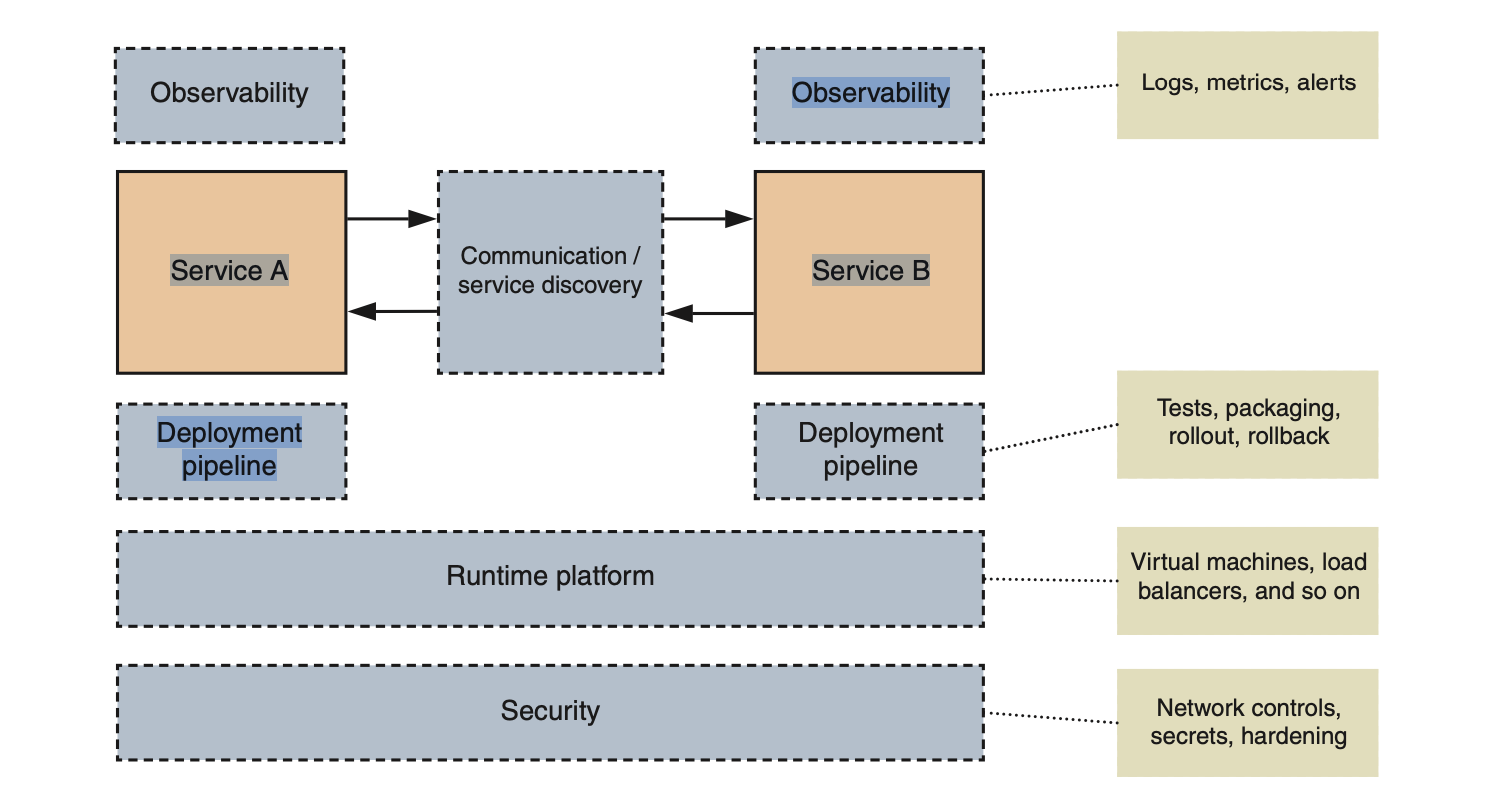 Observability
Observability
Logs, metrics, alerts
Service A
Communication /
service discovery
Service B
Deployment
pipeline
Deployment
pipeline
Tests, packaging,
rollout, rollback
Runtime platform
Virtual machines, load
balancers, and so on
Security
Network controls,
secrets, hardening